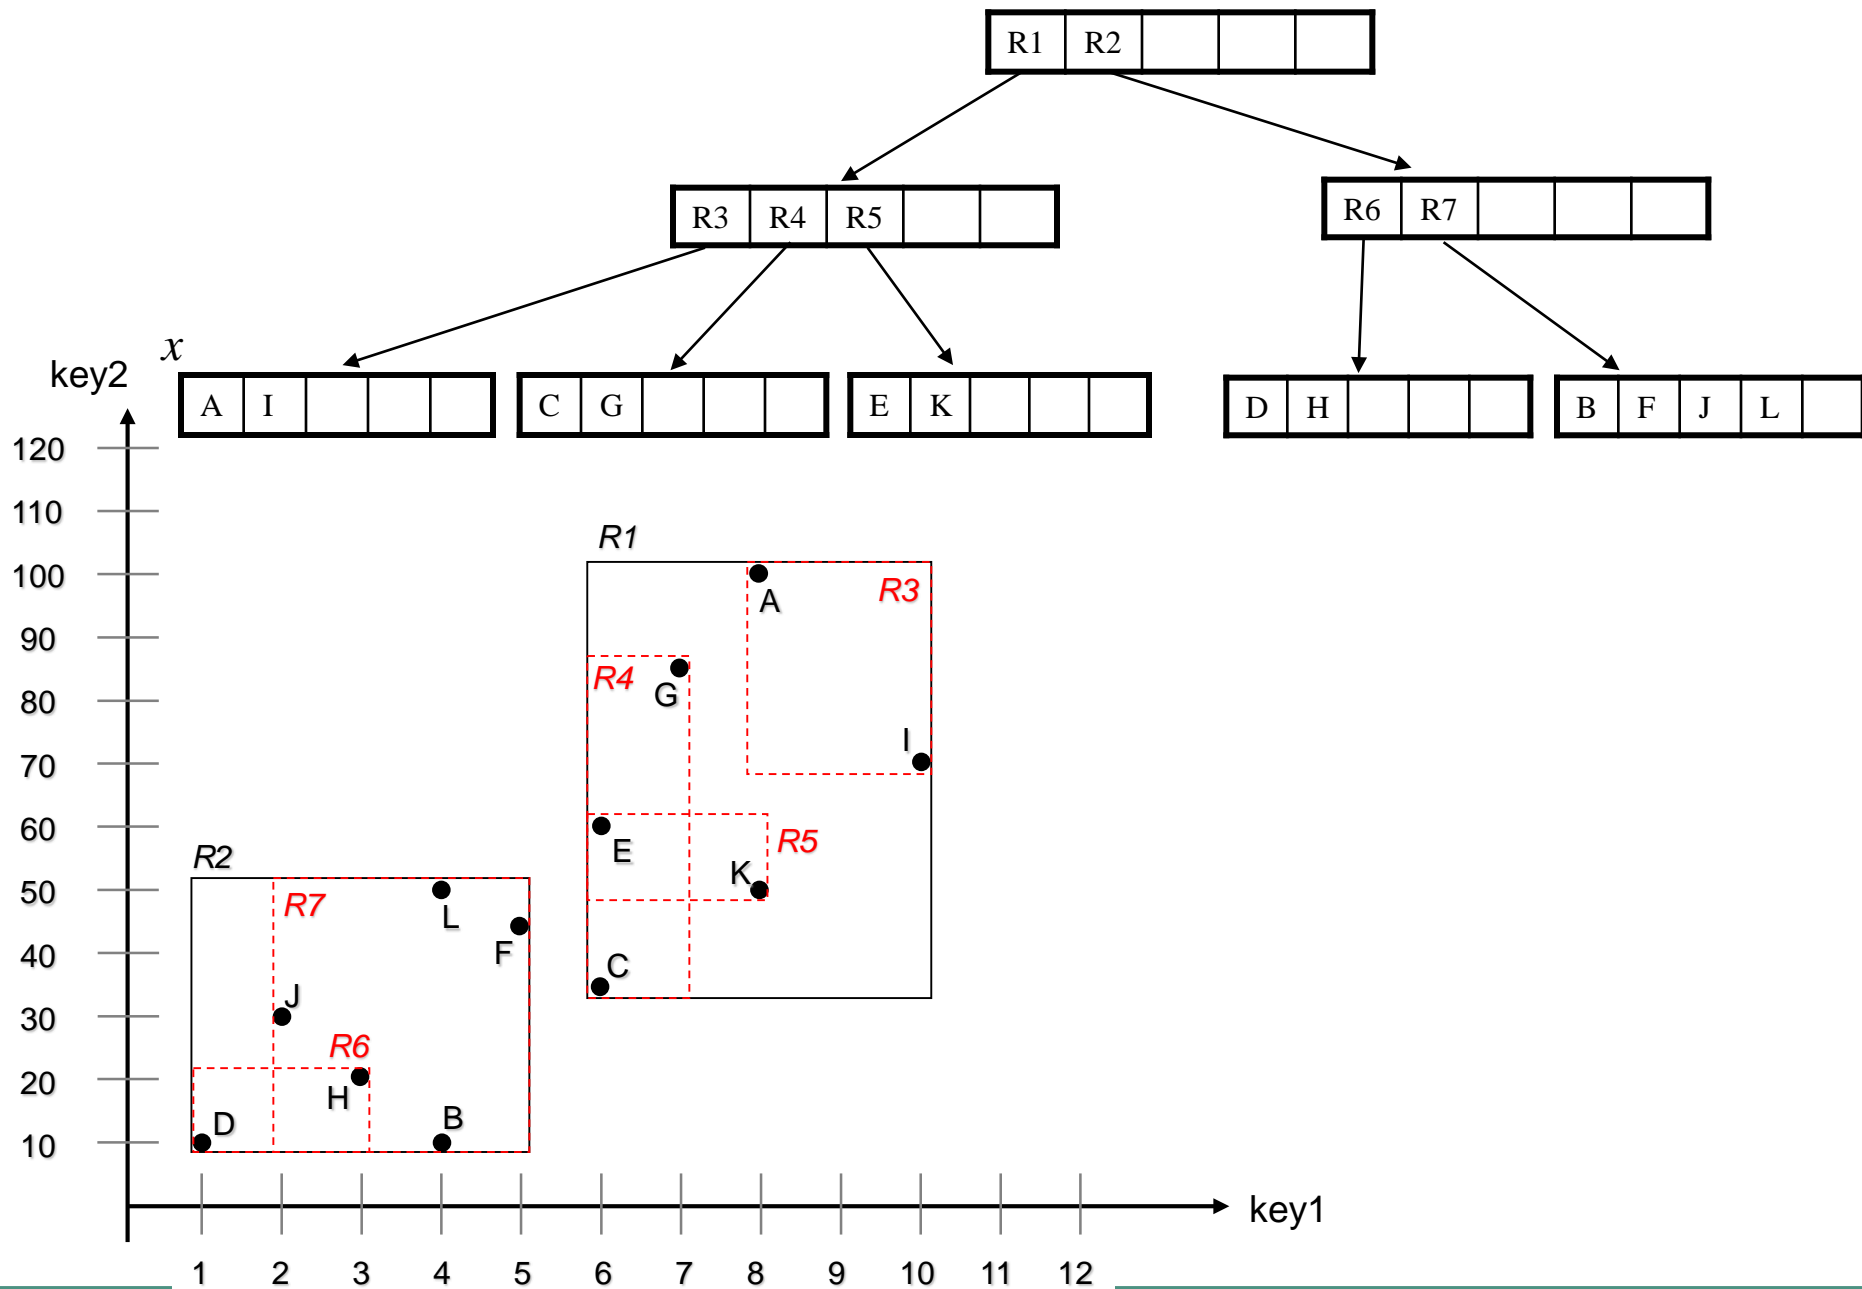 R1 R2
R3 R4 R5
R6 R7
x
key2
A I
C G
E K
D H
B F J L
120
110
100
90
80
70
60
50
40
30
20
10
R1
R3
A
R4
G
I
E
R5
K
C
R2
R7
L
F
J
R6
H
D
B
key1
1 2 3 4 5 6 7 8 9 10 11 12